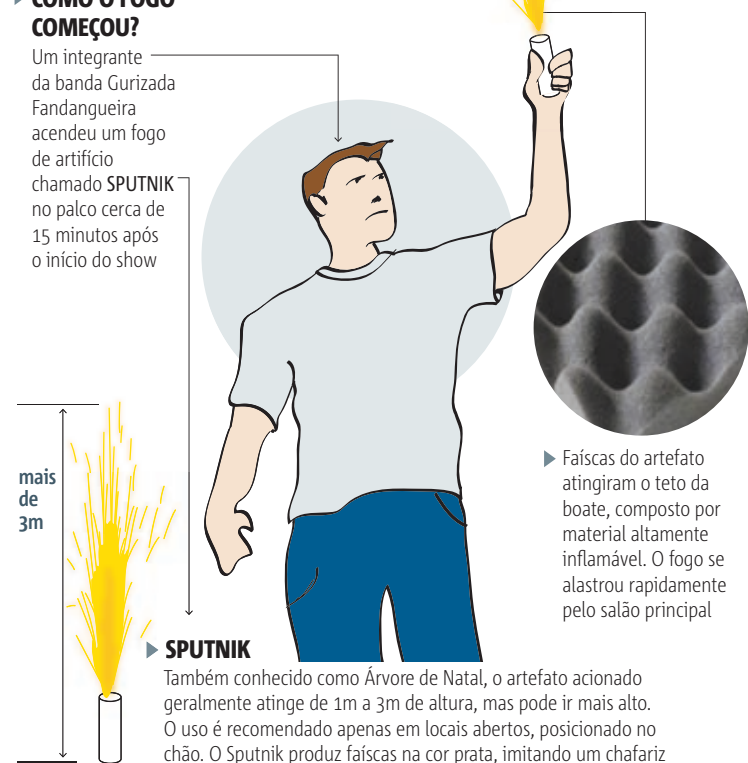 COMO O FOGO
COMEÇOU?
Um integrante
da banda Gurizada
Fandangueira
acendeu um fogo
de artifício
chamado SPUTNIK
no palco cerca de
15 minutos após
o início do show
mais
de
3m
Faíscas do artefato
atingiram o teto da
boate, composto por
material altamente
inflamável. O fogo se
alastrou rapidamente
pelo salão principal
SPUTNIK
Também conhecido como Árvore de Natal, o artefato acionado
geralmente atinge de 1m a 3m de altura, mas pode ir mais alto.
O uso é recomendado apenas em locais abertos, posicionado no
chão. O Sputnik produz faíscas na cor prata, imitando um chafariz